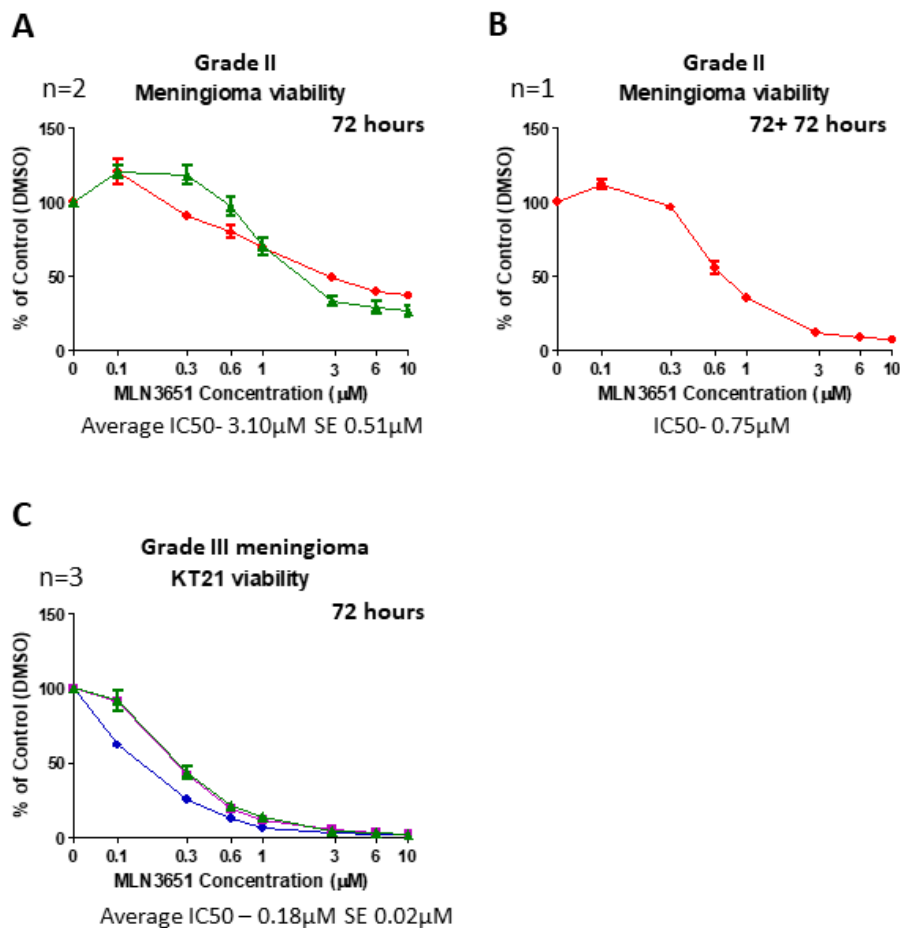 A
Grade II
n=2
Meningioma viability
72 hours
% of Control (DMSO)
150
100
50
0
0 0.1 0.3 0.6 1 3 6 10
MLN3651 Concentration (µM)
Average IC50- 3.10µM SE 0.51µM
B
Grade II
n=1
Meningioma viability
72+ 72 hours
% of Control (DMSO)
150
100
50
0
0 0.1 0.3 0.6 1 3 6 10
MLN3651 Concentration (µM)
IC50- 0.75µM
C
Grade III meningioma
n=3
KT21 viability
72 hours
% of Control (DMSO)
150
100
50
0
0 0.1 0.3 0.6 1 3 6 10
MLN3651 Concentration (µM)
Average IC50 – 0.18µM SE 0.02µM